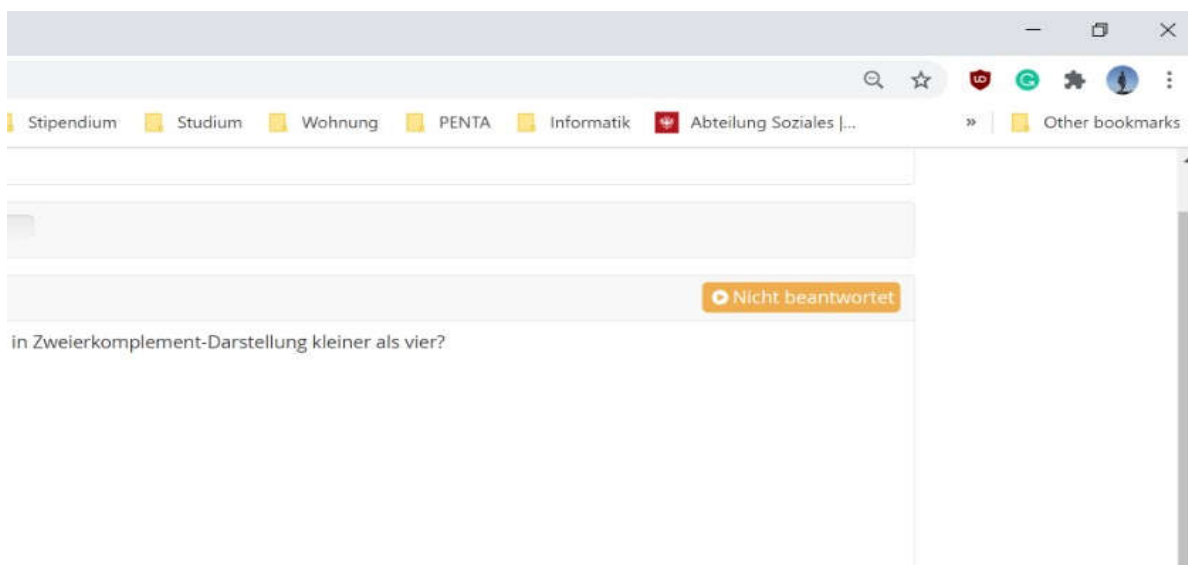 Stipendium Studium Wohnung PENTA Informatik Abteilung Soziales |... » Other bookmarks
Nicht beantwortet
in Zweierkomplement-Darstellung kleiner als vier?